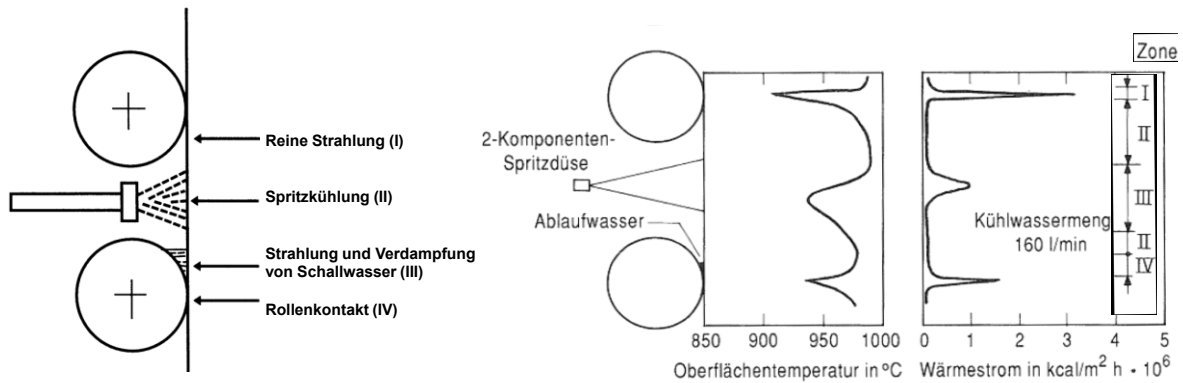 Reine Strahlung (I)
Spritzkühlung (II)
Strahlung und Verdampfung
von Schallwasser (III)
Rollenkontakt (IV)
2-Komponenten-
Spritzdüse
Ablaufwasser
850 900 950 1000
Oberflächentemperatur in ºC
Zone
I
II
III
II
IV
Kühlwassermeng
160 l/min
0 1 2 3 4 5
Wärmestrom in kcal/m² h · 10⁶